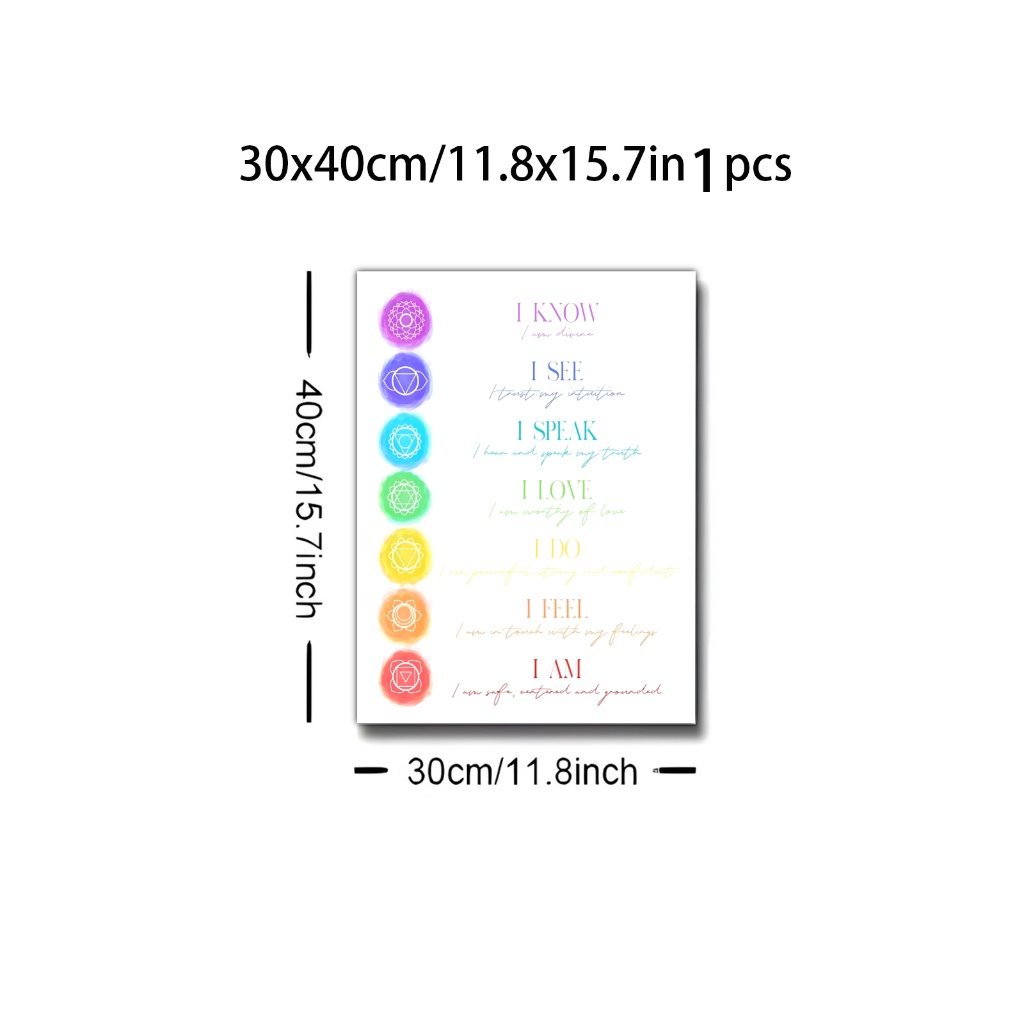 30x40cm/11.8x15.7in 1 pcs
40cm/15.7inch
I KNOW
I am divine
I SEE
I trust my intuition
I SPEAK
I hear and speak my truth
I LOVE
I am worthy of love
I DO
I am powerful, strong and confident
I FEEL
I am in touch with my feelings
I AM
I am safe, centered and grounded
30cm/11.8inch